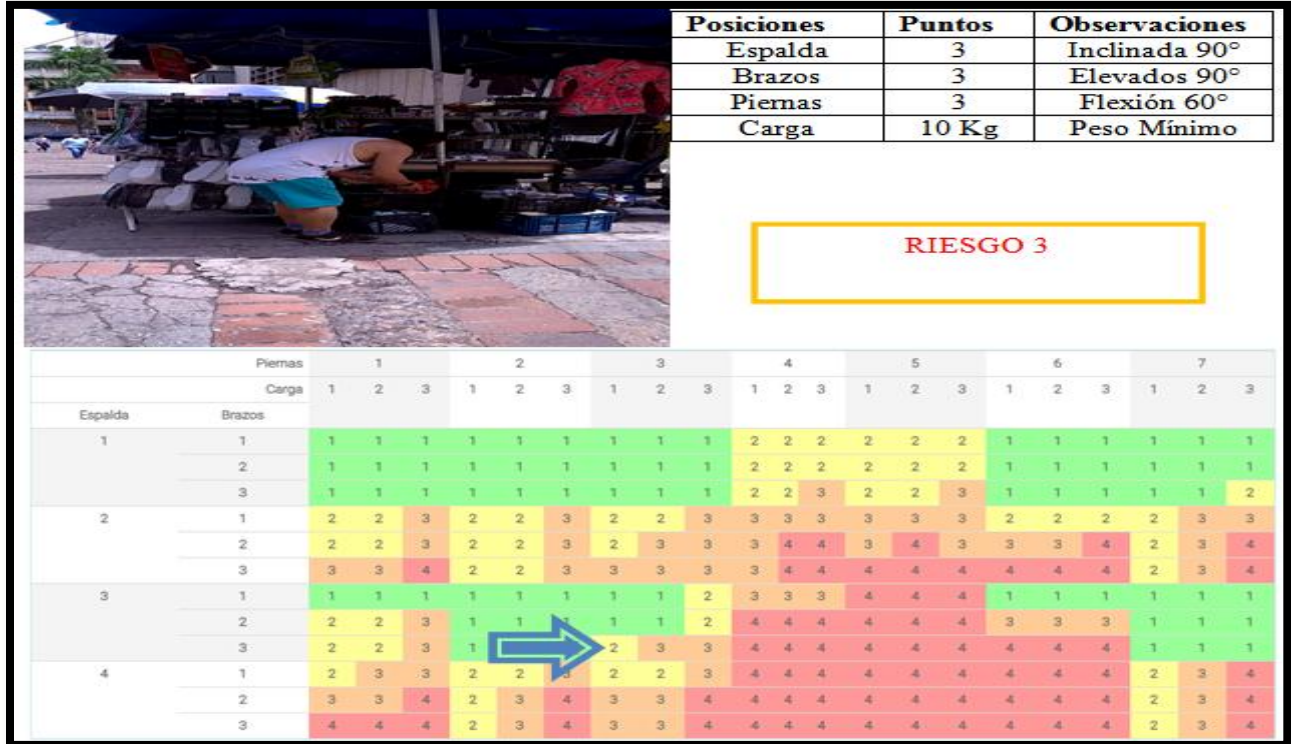 Posiciones Puntos Observaciones
Espalda 3 Inclinada 90°
Brazos 3 Elevados 90°
Piernas 3 Flexión 60°
Carga 10 Kg Peso Mínimo
RIESGO 3
Piernas 1 2 3 4 5 6 7
Carga 1 2 3 1 2 3 1 2 3 1 2 3 1 2 3 1 2 3 1 2 3
Espalda Brazos
1 1 1 1 1 1 1 1 1 1 1 2 2 2 2 2 2 1 1 1 1 1 1
2 1 1 1 1 1 1 1 1 1 2 2 2 2 2 2 1 1 1 1 1 1
3 1 1 1 1 1 1 1 1 1 2 2 3 2 2 3 1 1 1 1 1 2
2 1 2 2 3 2 2 3 2 2 3 3 3 3 3 3 3 2 2 2 2 3 3
2 2 2 3 2 2 3 2 3 3 3 4 4 3 4 3 3 3 4 2 3 4
3 3 3 4 2 2 3 3 3 3 3 4 4 4 4 4 4 4 4 2 3 4
3 1 1 1 1 1 1 1 1 1 2 3 3 3 4 4 4 1 1 1 1 1 1
2 2 2 3 1 1 1 1 1 2 4 4 4 4 4 4 3 3 3 1 1 1
3 2 2 3 1 2 3 3 4 4 4 4 4 4 4 4 4 1 1 1
4 1 2 3 3 2 2 3 2 2 3 4 4 4 4 4 4 4 4 4 2 3 4
2 3 3 4 2 3 4 3 3 4 4 4 4 4 4 4 4 4 4 2 3 4
3 4 4 4 2 3 4 3 3 4 4 4 4 4 4 4 4 4 4 2 3 4